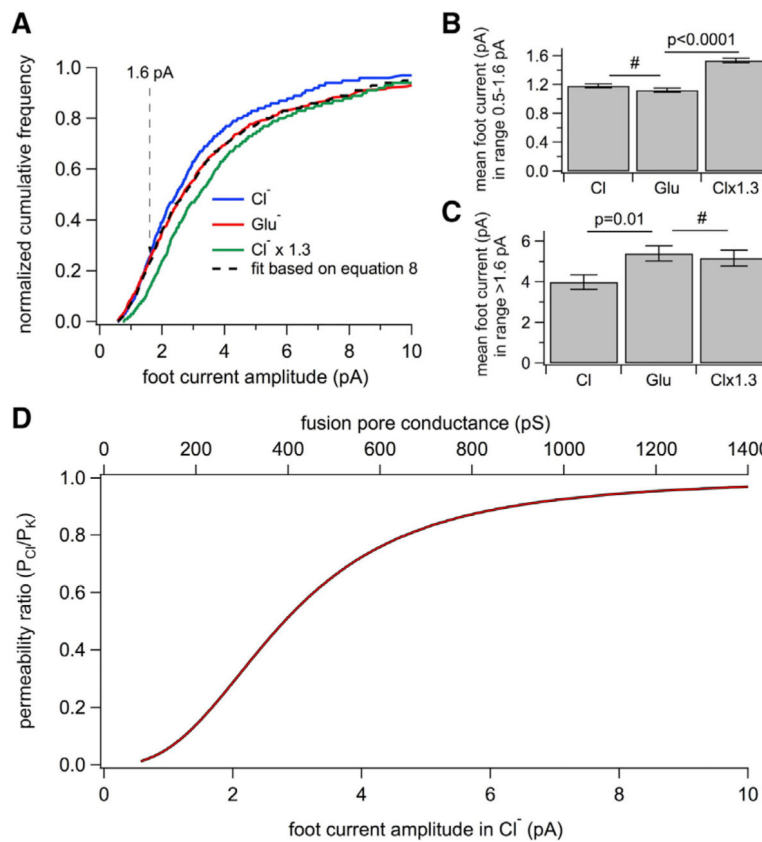 A
1.6 pA
1.0
0.8
0.6
0.4
0.2
0.0
normalized cumulative frequency
Cl⁻
Glu⁻
Cl⁻ x 1.3
fit based on equation 8
0 2 4 6 8 10
foot current amplitude (pA)
B
mean foot current (pA)
in range 0.5-1.6 pA
1.6
1.2
0.8
0.4
0.0
#
p<0.0001
Cl Glu Clx1.3
C
mean foot current (pA)
in range >1.6 pA
6
4
2
0
p=0.01
#
Cl Glu Clx1.3
D
fusion pore conductance (pS)
0 200 400 600 800 1000 1200 1400
permeability ratio (P_Cl/P_K)
1.0
0.8
0.6
0.4
0.2
0.0
0 2 4 6 8 10
foot current amplitude in Cl⁻ (pA)